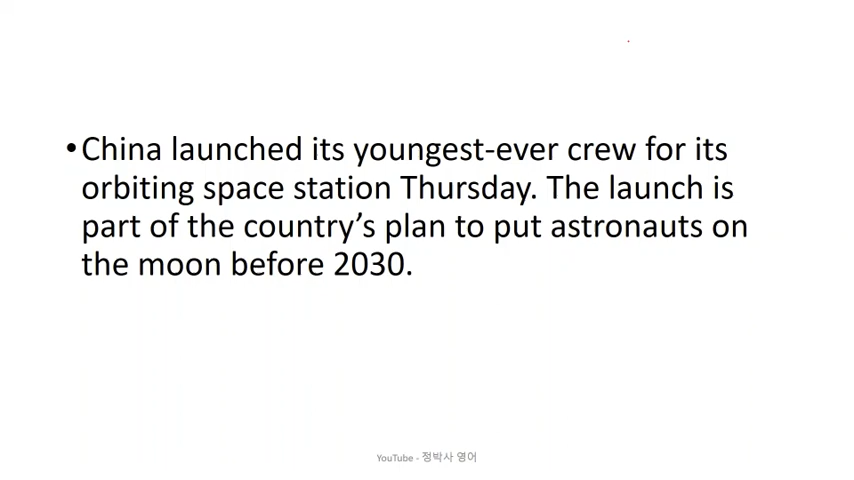 •China launched its youngest-ever crew for its
orbiting space station Thursday. The launch is
part of the country’s plan to put astronauts on
the moon before 2030.
YouTube - 정박사 영어